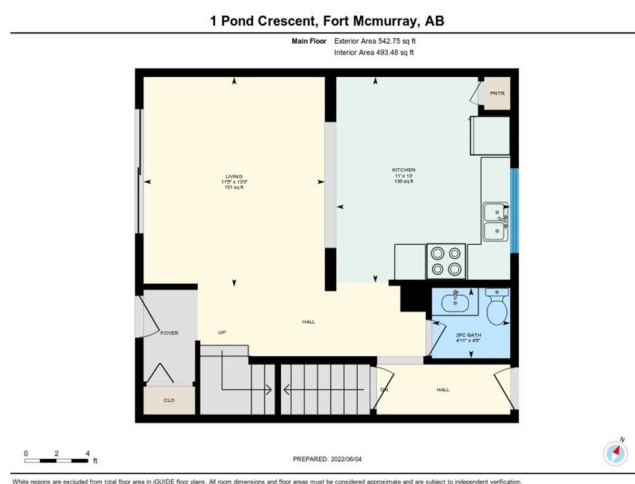 1 Pond Crescent, Fort Mcmurray, AB
Main Floor Exterior Area 542.75 sq ft
Interior Area 493.48 sq ft
PNTR
LIVING
11'5" x 13'3"
151 sq ft
KITCHEN
11' x 13'
138 sq ft
2PC BATH
4'11" x 4'5"
HALL
UP
FOYER
CLO
DN
HALL
N
0 2 4
ft
PREPARED: 2022/06/04
White regions are excluded from total floor area in iGUIDE floor plans. All room dimensions and floor areas must be considered approximate and are subject to independent verification.